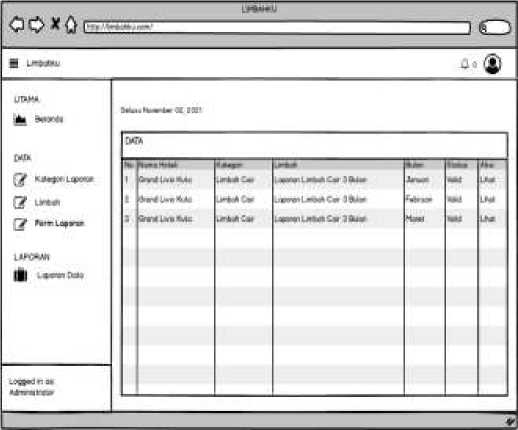 LIMBAHKU
http://limbahku.com/
Limbahku
0
UTAMA
Beranda
DATA
Kategori Laporan
Limbah
Form Laporan
LAPORAN
Laporan Data
Logged in as:
Administrator
Selasa November 02, 2021
DATA
No Nama Hotel Kategori Limbah Bulan Status Aksi
1 Grand Livia Kuta Limbah Cair Laporan Limbah Cair 3 Bulan Januari Valid Lihat
2 Grand Livia Kuta Limbah Cair Laporan Limbah Cair 3 Bulan Februari Valid Lihat
3 Grand Livia Kuta Limbah Cair Laporan Limbah Cair 3 Bulan Maret Valid Lihat